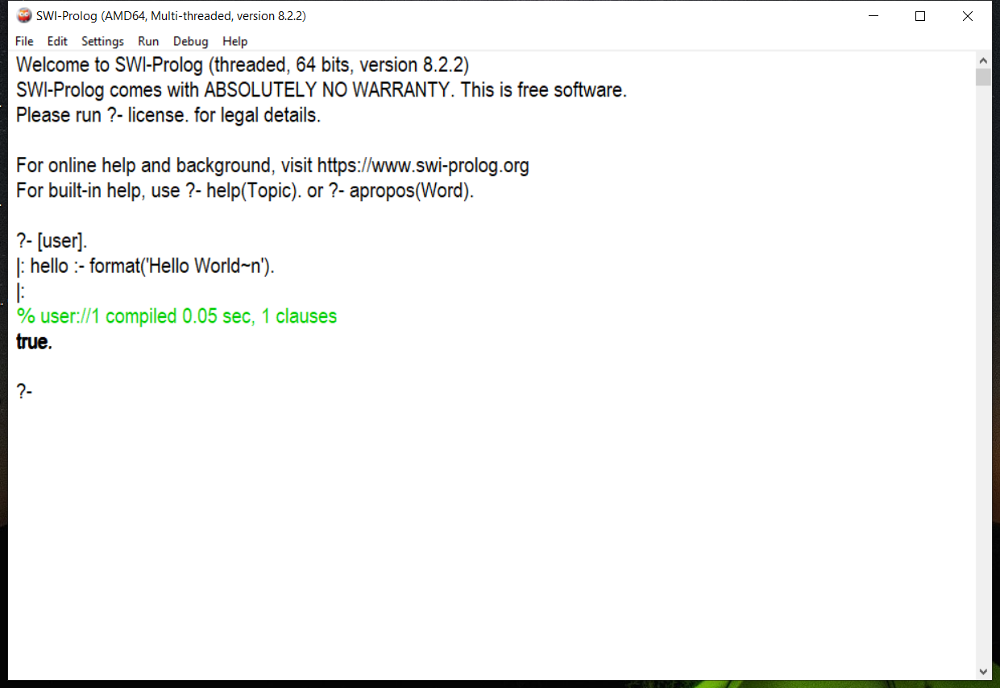 SWI-Prolog (AMD64, Multi-threaded, version 8.2.2)
File Edit Settings Run Debug Help
Welcome to SWI-Prolog (threaded, 64 bits, version 8.2.2)
SWI-Prolog comes with ABSOLUTELY NO WARRANTY. This is free software.
Please run ?- license. for legal details.
For online help and background, visit https://www.swi-prolog.org
For built-in help, use ?- help(Topic). or ?- apropos(Word).
?- [user].
|: hello :- format('Hello World~n').
|:
% user://1 compiled 0.05 sec, 1 clauses
true.
?-